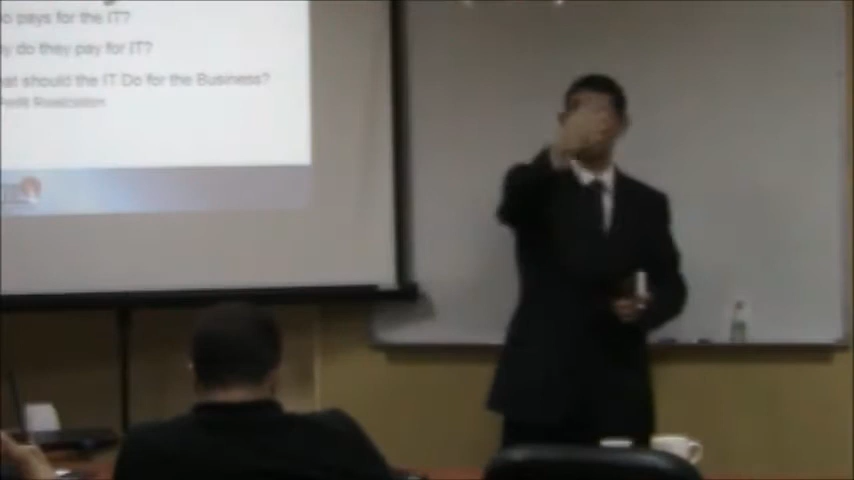 o pays for the IT?
y do they pay for IT?
at should the IT Do for the Business?